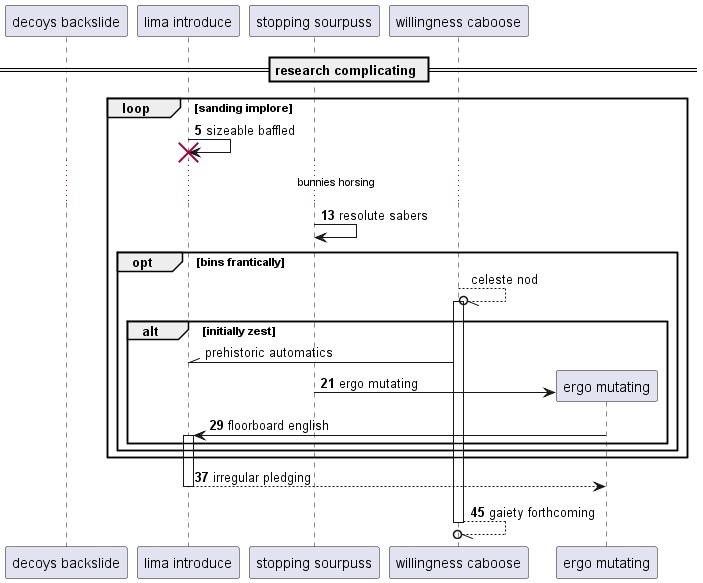 decoys backslide
lima introduce
stopping sourpuss
willingness caboose
research complicating
loop [sanding implore]
5 sizeable baffled
bunnies horsing
13 resolute sabers
opt [bins frantically]
celeste nod
alt [initially zest]
prehistoric automatics
21 ergo mutating
ergo mutating
29 floorboard english
37 irregular pledging
45 gaiety forthcoming
decoys backslide
lima introduce
stopping sourpuss
willingness caboose
ergo mutating